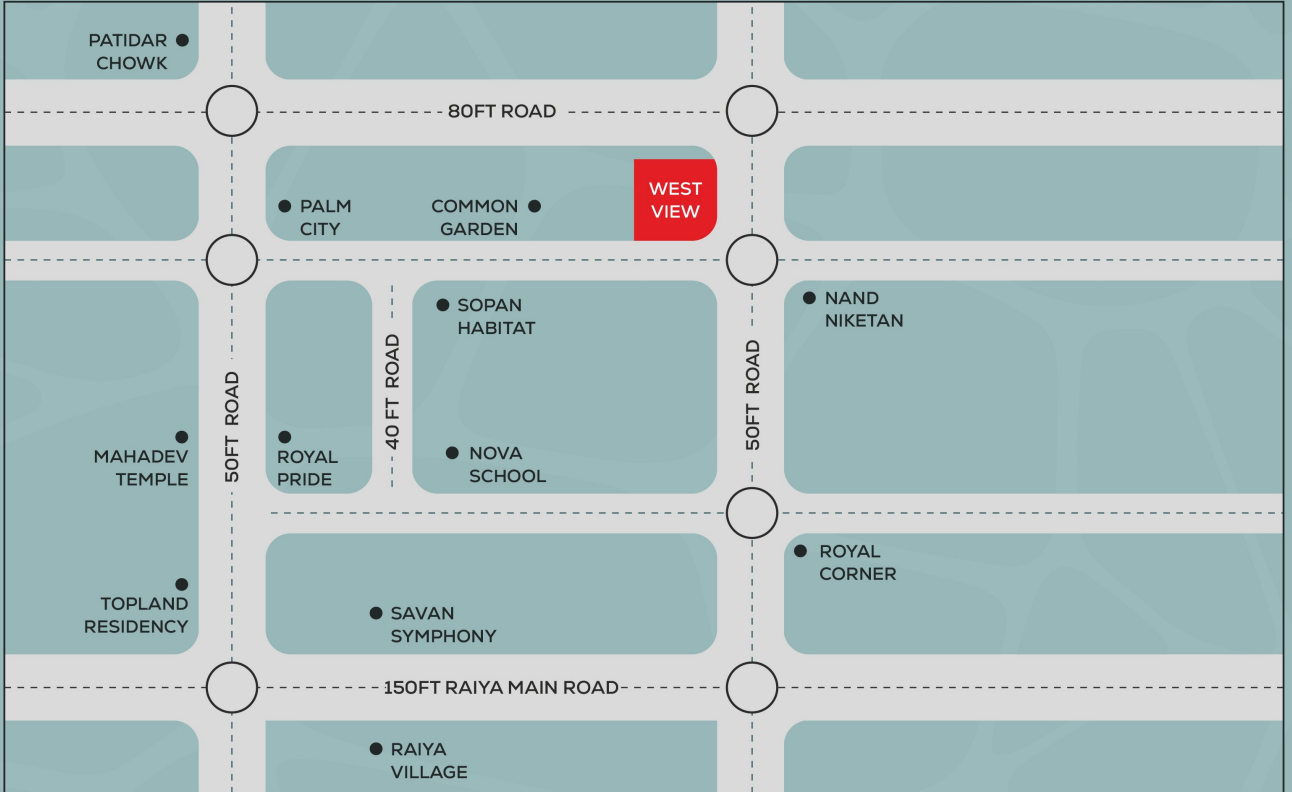 PATIDAR
CHOWK
80FT ROAD
WEST
VIEW
PALM
CITY
COMMON
GARDEN
SOPAN
HABITAT
NAND
NIKETAN
50FT ROAD
40 FT ROAD
50FT ROAD
MAHADEV
TEMPLE
ROYAL
PRIDE
NOVA
SCHOOL
ROYAL
CORNER
TOPLAND
RESIDENCY
SAVAN
SYMPHONY
150FT RAIYA MAIN ROAD
RAIYA
VILLAGE